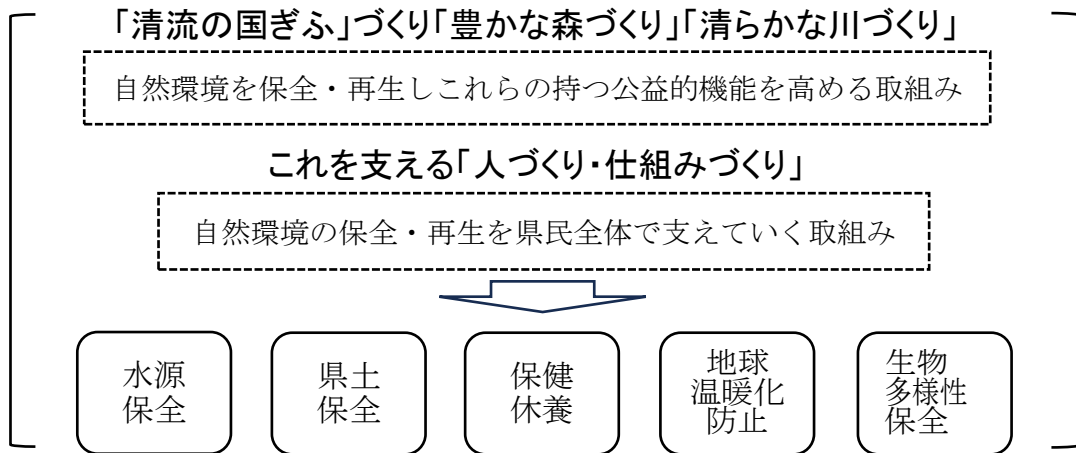 「清流の国ぎふ」づくり「豊かな森づくり」「清らかな川づくり」
自然環境を保全・再生しこれらの持つ公益的機能を高める取組み
これを支える「人づくり・仕組みづくり」
自然環境の保全・再生を県民全体で支えていく取組み
水源
保全
県土
保全
保健
休養
地球
温暖化
防止
生物
多様性
保全